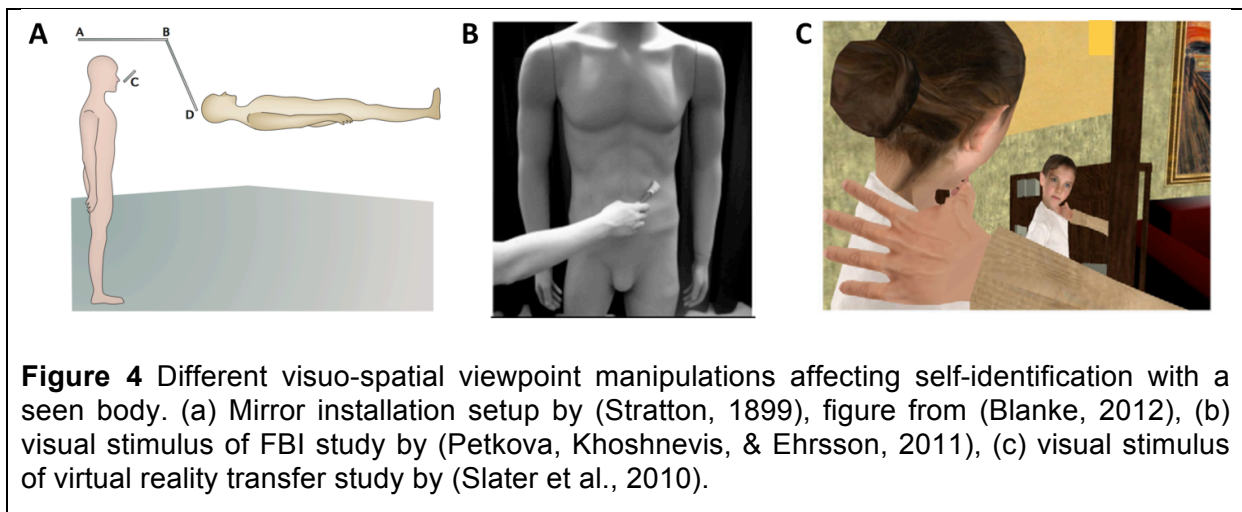 A
B
C
A
B
C
D
Figure 4 Different visuo-spatial viewpoint manipulations affecting self-identification with a
seen body. (a) Mirror installation setup by (Stratton, 1899), figure from (Blanke, 2012), (b)
visual stimulus of FBI study by (Petkova, Khoshnevis, & Ehrsson, 2011), (c) visual stimulus
of virtual reality transfer study by (Slater et al., 2010).